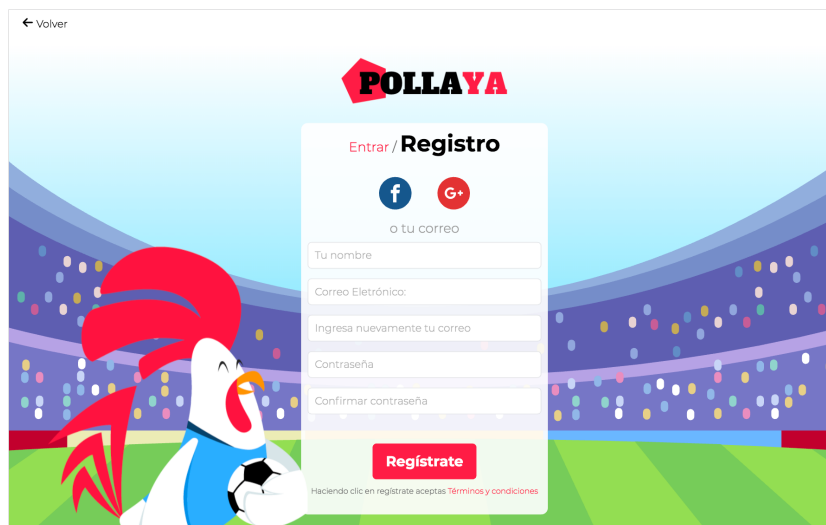 ← Volver
POLLAYA
Entrar / Registro
f G+
o tu correo
Tu nombre
Correo Eletrónico:
Ingresa nuevamente tu correo
Contraseña
Confirmar contraseña
Regístrate
Haciendo clic en regístrate aceptas Términos y condiciones